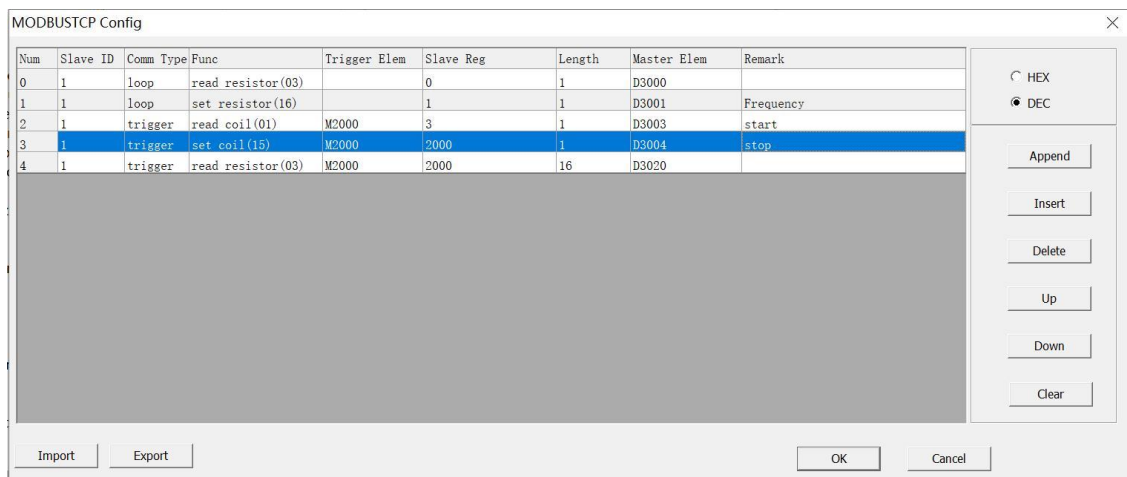 MODBUSTCP Config
Num Slave ID Comm Type Func Trigger Elem Slave Reg Length Master Elem Remark
0 1 loop read resistor(03) 0 1 D3000
1 1 loop set resistor(16) 1 1 D3001 Frequency
2 1 trigger read coil(01) M2000 3 1 D3003 start
3 1 trigger set coil(15) M2000 2000 1 D3004 stop
4 1 trigger read resistor(03) M2000 2000 16 D3020
HEX
DEC
Append
Insert
Delete
Up
Down
Clear
Import Export OK Cancel